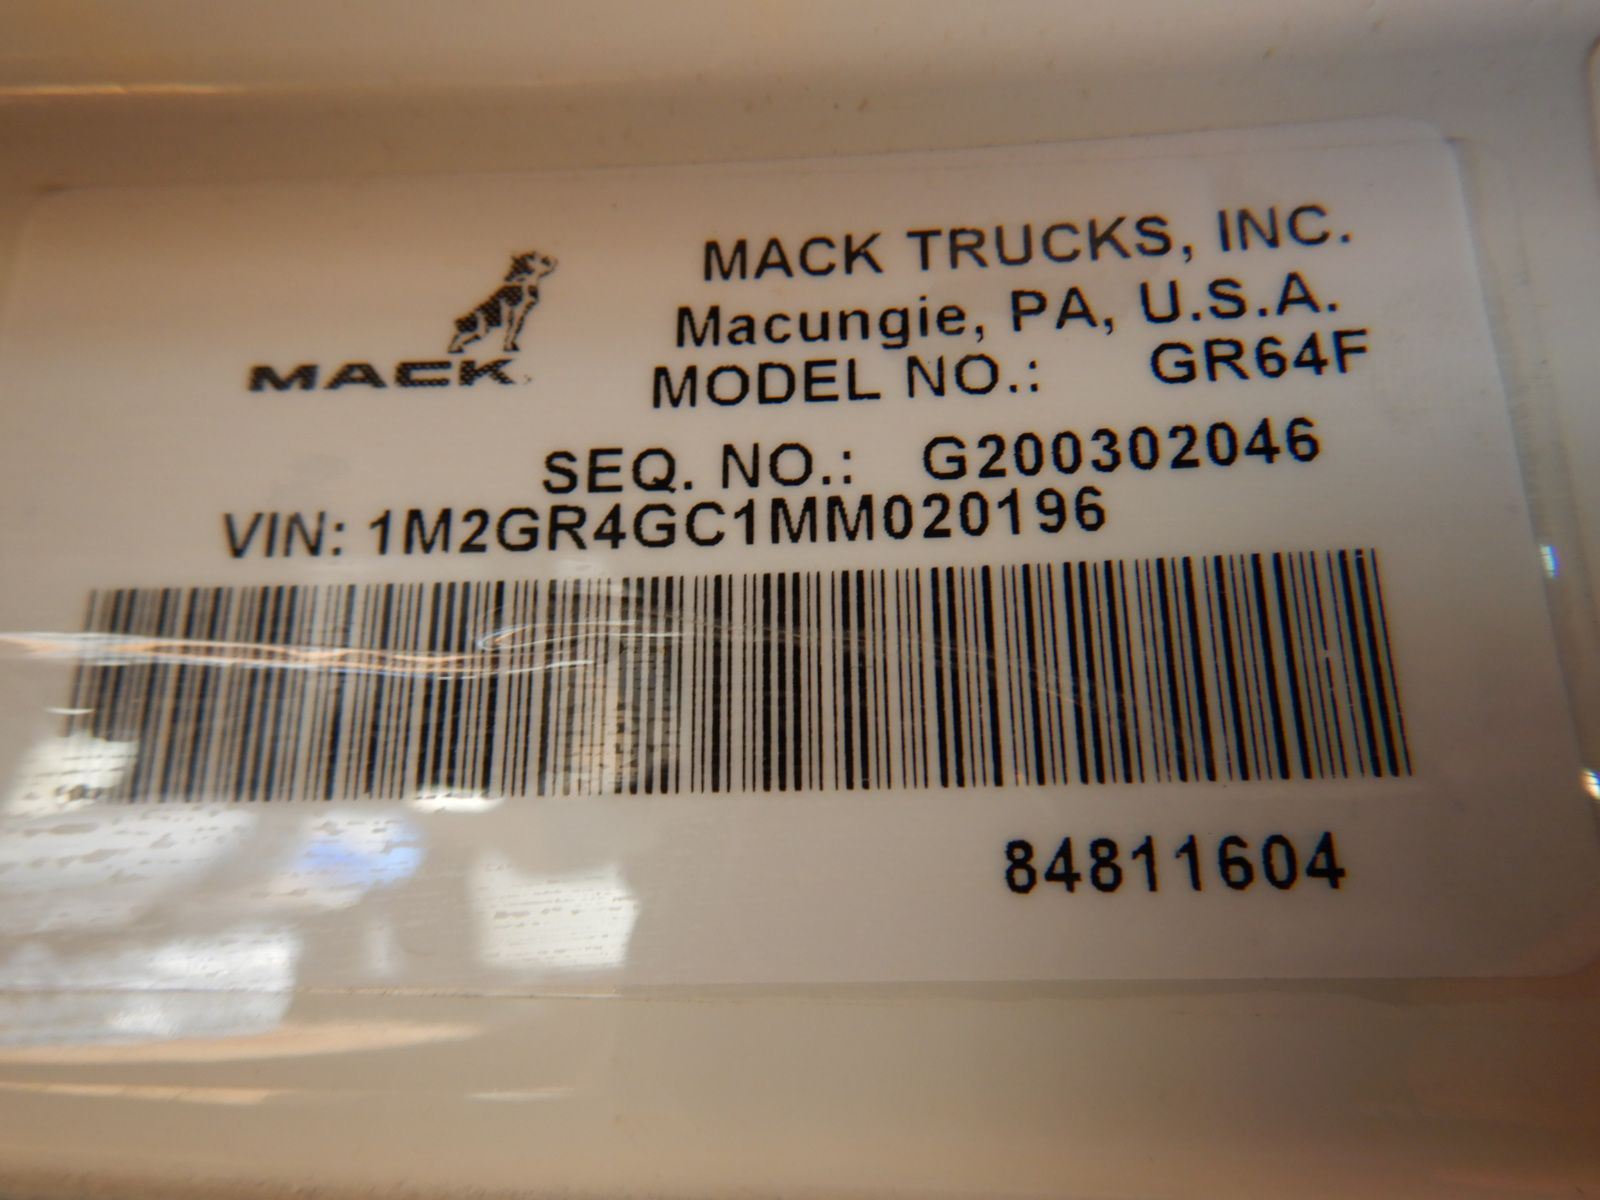 MACK
MACK TRUCKS, INC.
Macungie, PA, U.S.A.
MODEL NO.: GR64F
SEQ. NO.: G200302046
VIN: 1M2GR4GC1MM020196
84811604